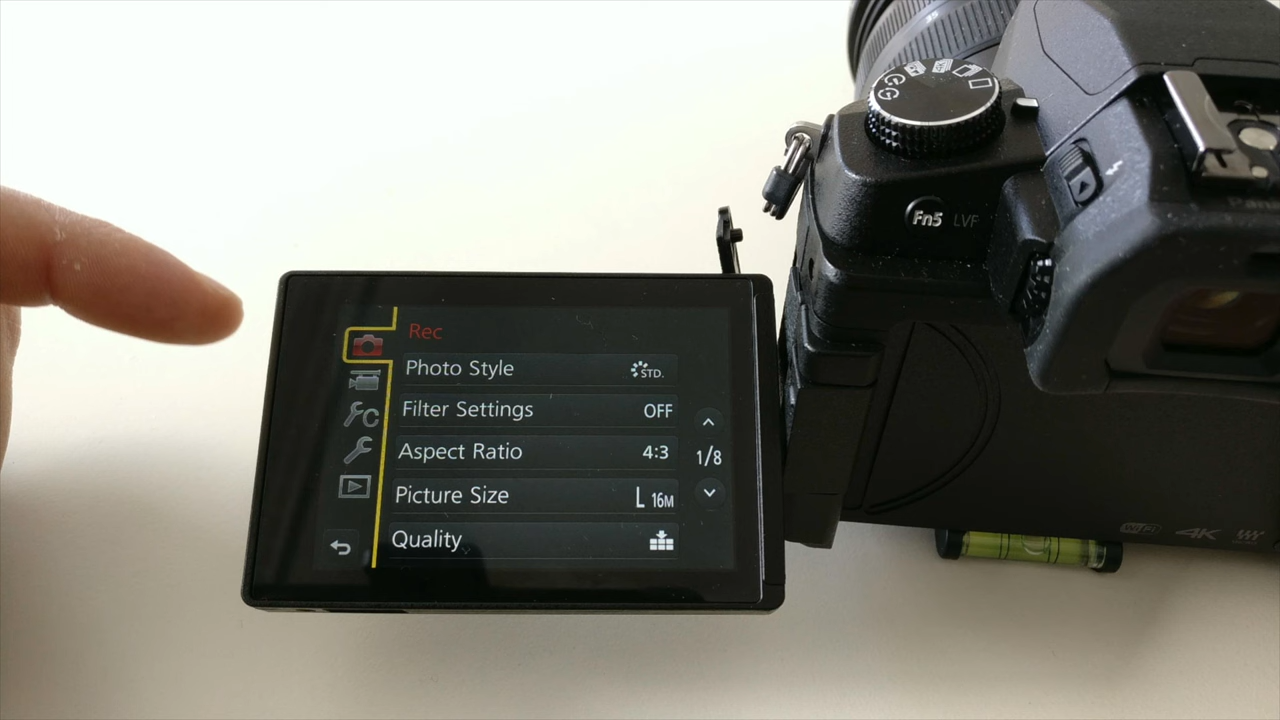 Fn5 LVF
Rec
Photo Style STD.
Filter Settings OFF
Aspect Ratio 4:3
1/8
Picture Size L 16M
Quality
WiFi 4K
C